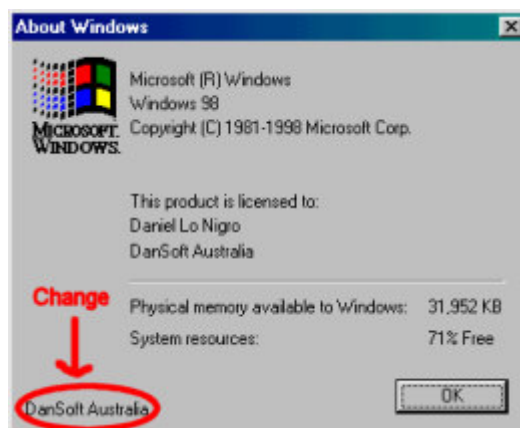 About Windows
Microsoft (R) Windows
Windows 98
MICROSOFT.
WINDOWS.
Copyright (C) 1981-1998 Microsoft Corp.
This product is licensed to:
Daniel Lo Nigro
DanSoft Australia
Change
Physical memory available to Windows: 31,952 KB
System resources: 71% Free
DanSoft Australia
OK